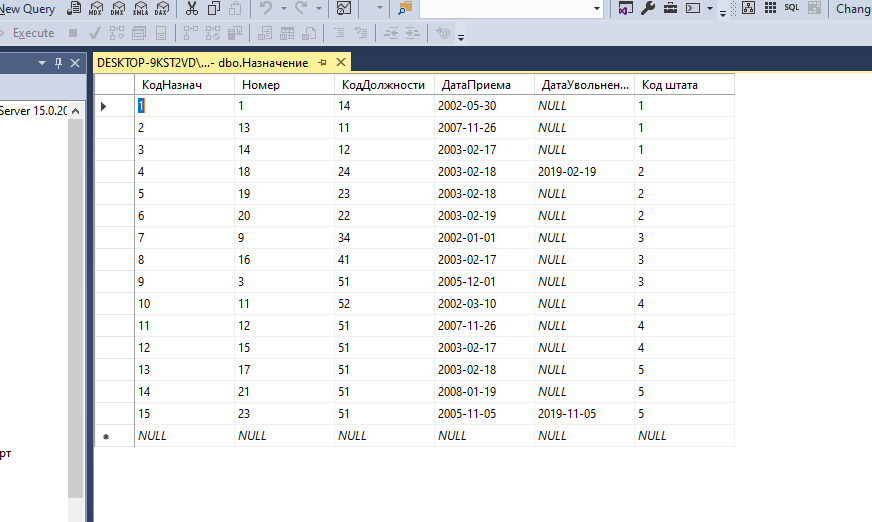 New Query MDX DMX XMLA DAX SQL Chang
Execute
DESKTOP-9KST2VD\...- dbo.Назначение
Server 15.0.20
КодНазнач Номер КодДолжности ДатаПриема ДатаУвольнен... Код штата
1 1 14 2002-05-30 NULL 1
2 13 11 2007-11-26 NULL 1
3 14 12 2003-02-17 NULL 1
4 18 24 2003-02-18 2019-02-19 2
5 19 23 2003-02-18 NULL 2
6 20 22 2003-02-19 NULL 2
7 9 34 2002-01-01 NULL 3
8 16 41 2003-02-17 NULL 3
9 3 51 2005-12-01 NULL 3
10 11 52 2002-03-10 NULL 4
11 12 51 2007-11-26 NULL 4
12 15 51 2003-02-17 NULL 4
13 17 51 2003-02-18 NULL 5
14 21 51 2008-01-19 NULL 5
15 23 51 2005-11-05 2019-11-05 5
NULL NULL NULL NULL NULL NULL
рт